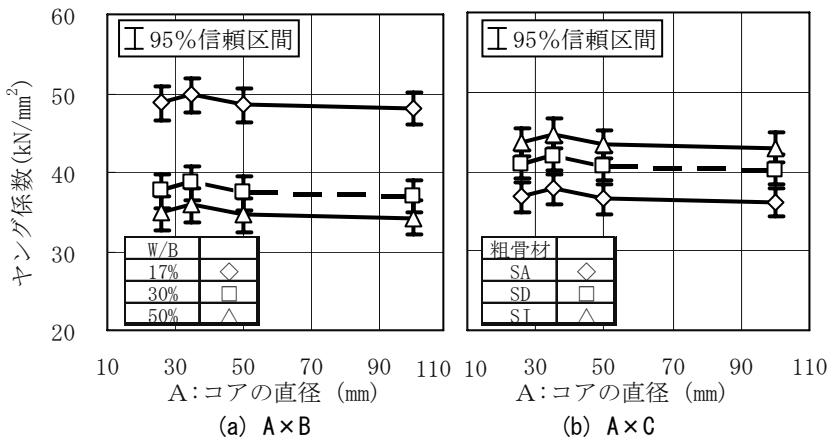 60
50
40
30
20
ヤング係数(kN/mm²)
工95%信頼区間
W/B
17%
30%
50%
10 30 50 70 90 110
A:コアの直径 (mm)
(a) A×B
工95%信頼区間
粗骨材
SA
SD
SI
10 30 50 70 90 110
A:コアの直径 (mm)
(b) A×C